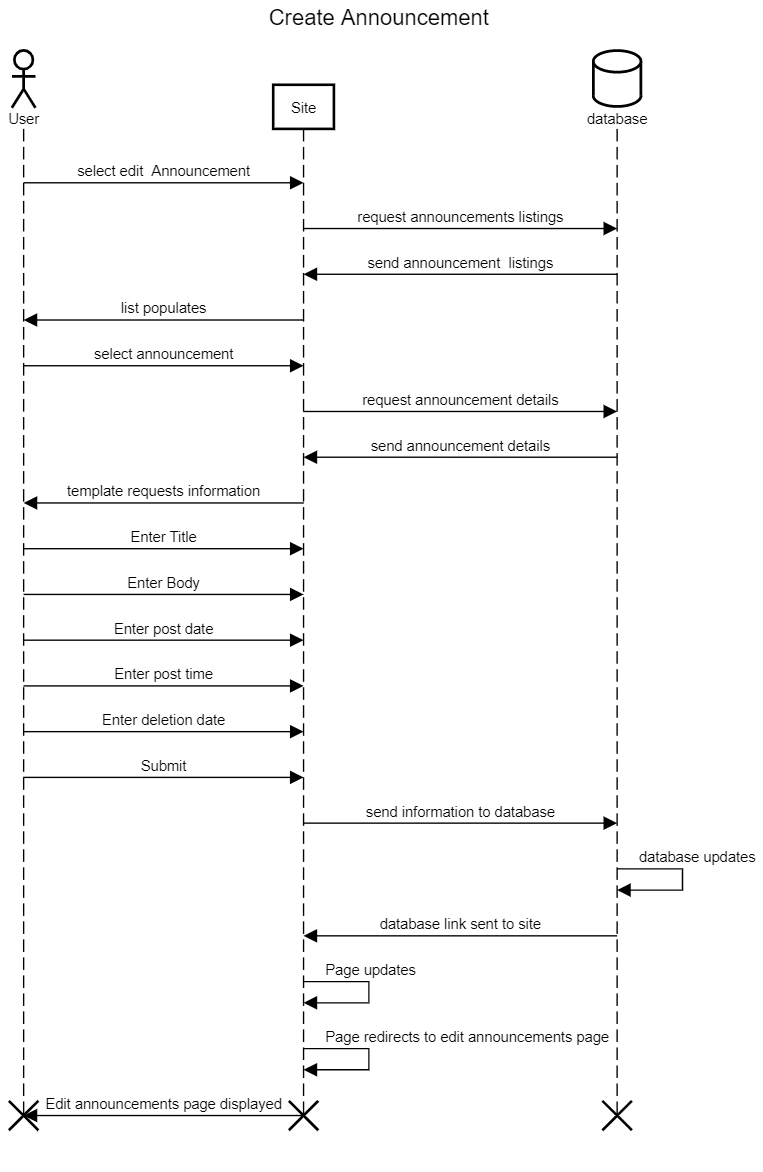 Create Announcement
User
Site
database
select edit  Announcement
request announcements listings
send announcement  listings
list populates
select announcement
request announcement details
send announcement details
template requests information
Enter Title
Enter Body
Enter post date
Enter post time
Enter deletion date
Submit
send information to database
database updates
database link sent to site
Page updates
Page redirects to edit announcements page
Edit announcements page displayed